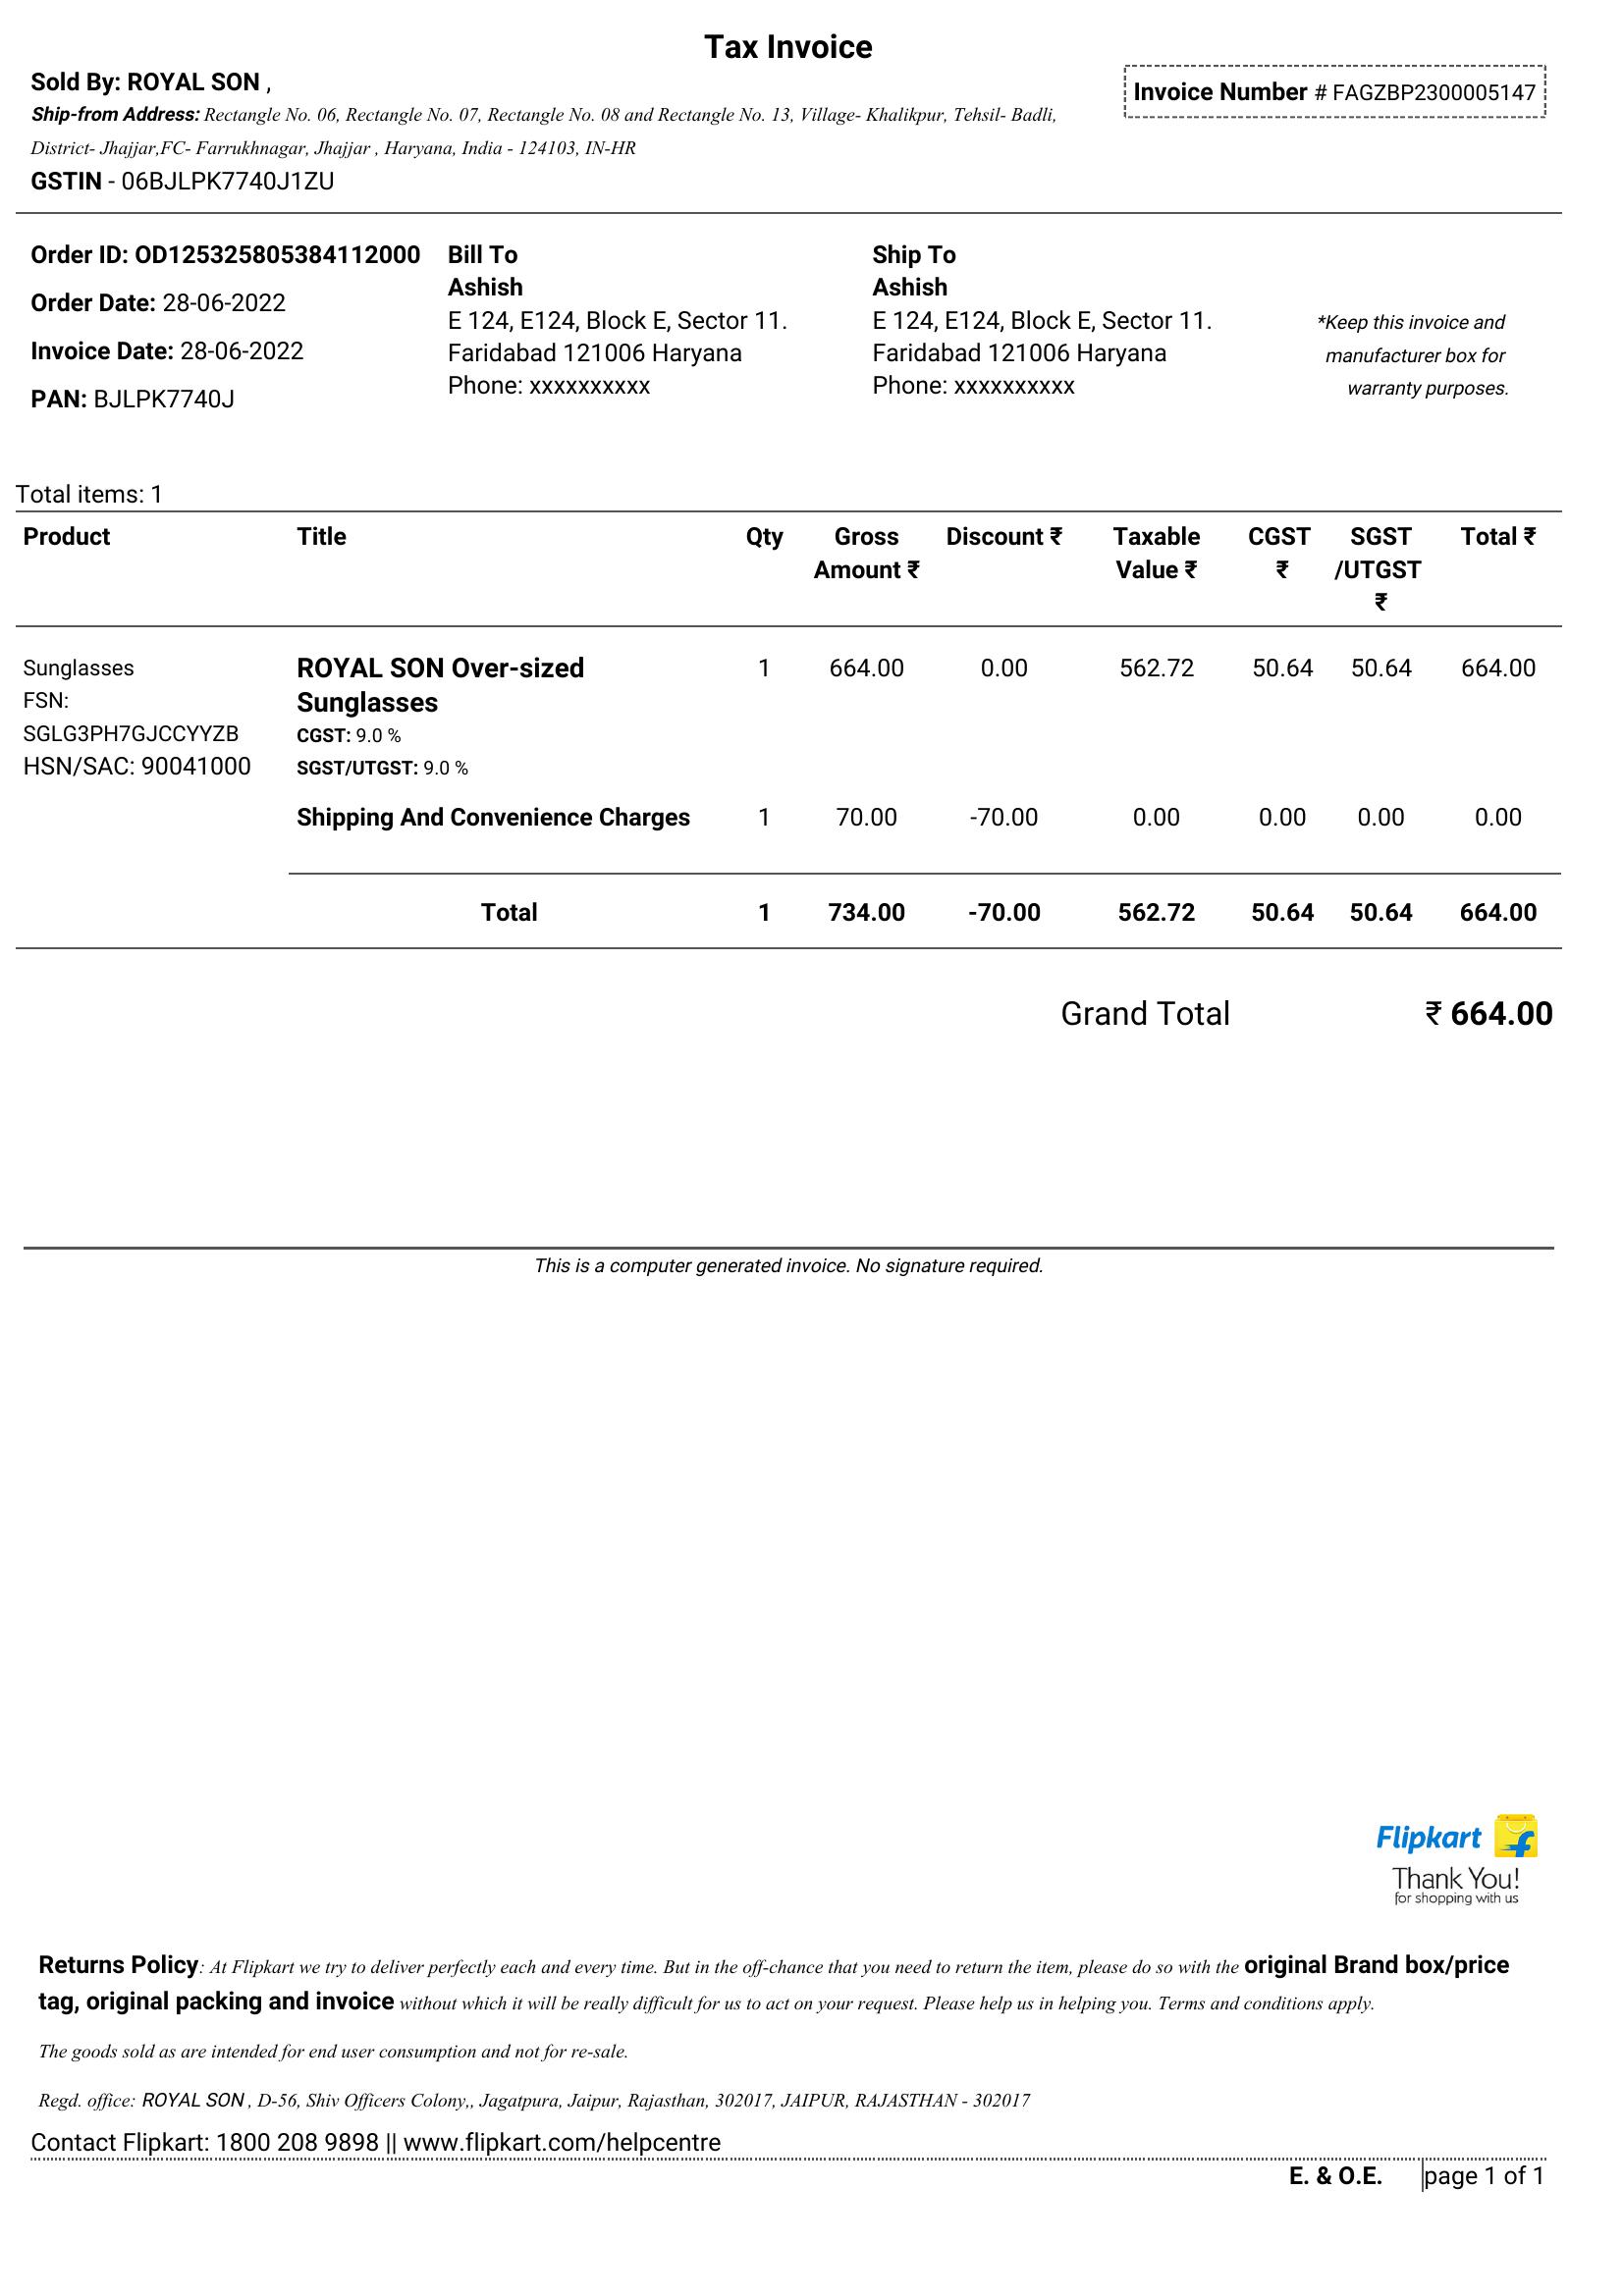 Tax Invoice
Sold By: ROYAL SON ,
Invoice Number # FAGZBP2300005147
Ship-from Address: Rectangle No. 06, Rectangle No. 07, Rectangle No. 08 and Rectangle No. 13, Village- Khalikpur, Tehsil- Badli,
District- Jhajjar,FC- Farrukhnagar, Jhajjar , Haryana, India - 124103, IN-HR
GSTIN - 06BJLPK7740J1ZU
Order ID: OD125325805384112000
Order Date: 28-06-2022
Invoice Date: 28-06-2022
PAN: BJLPK7740J
Bill To
Ashish
E 124, E124, Block E, Sector 11.
Faridabad 121006 Haryana
Phone: xxxxxxxxxx
Ship To
Ashish
E 124, E124, Block E, Sector 11.
Faridabad 121006 Haryana
Phone: xxxxxxxxxx
*Keep this invoice and
manufacturer box for
warranty purposes.
Total items: 1
Product Title Qty Gross Discount ₹ Taxable CGST SGST Total ₹
Amount ₹ Value ₹ ₹ /UTGST
₹
Sunglasses ROYAL SON Over-sized 1 664.00 0.00 562.72 50.64 50.64 664.00
FSN: Sunglasses
SGLG3PH7GJCCYYZB CGST: 9.0 %
HSN/SAC: 90041000 SGST/UTGST: 9.0 %
Shipping And Convenience Charges 1 70.00 -70.00 0.00 0.00 0.00 0.00
Total 1 734.00 -70.00 562.72 50.64 50.64 664.00
Grand Total ₹ 664.00
This is a computer generated invoice. No signature required.
Flipkart
Thank You!
for shopping with us
Returns Policy: At Flipkart we try to deliver perfectly each and every time. But in the off-chance that you need to return the item, please do so with the original Brand box/price
tag, original packing and invoice without which it will be really difficult for us to act on your request. Please help us in helping you. Terms and conditions apply.
The goods sold as are intended for end user consumption and not for re-sale.
Regd. office: ROYAL SON , D-56, Shiv Officers Colony,, Jagatpura, Jaipur, Rajasthan, 302017, JAIPUR, RAJASTHAN - 302017
Contact Flipkart: 1800 208 9898 || www.flipkart.com/helpcentre
E. & O.E. page 1 of 1